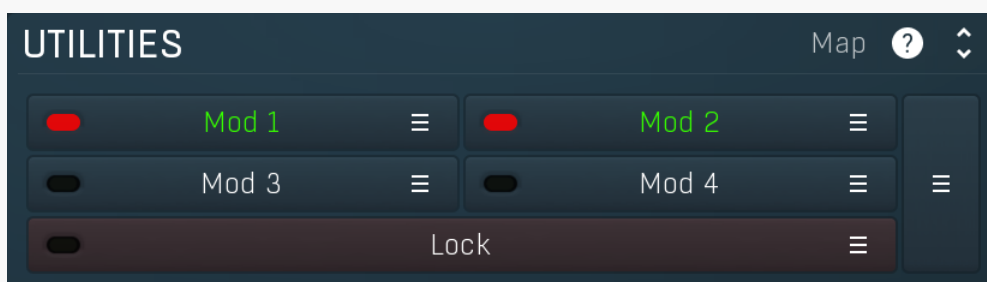 UTILITIES Map ?
Mod 1 Mod 2
Mod 3 Mod 4
Lock